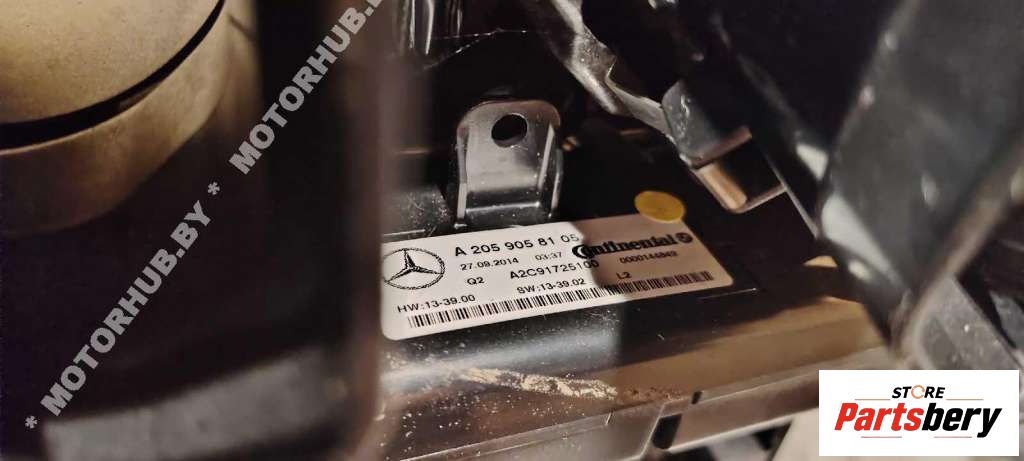 * MOTORHUB.BY * MOTORHUB.BY
A 205 905 81 05
27.09.2014 03:37
Continental
Q2 A2C91725100 0000144943
HW:13-39.00 SW:13-39.02 L2
STORE
Partsbery